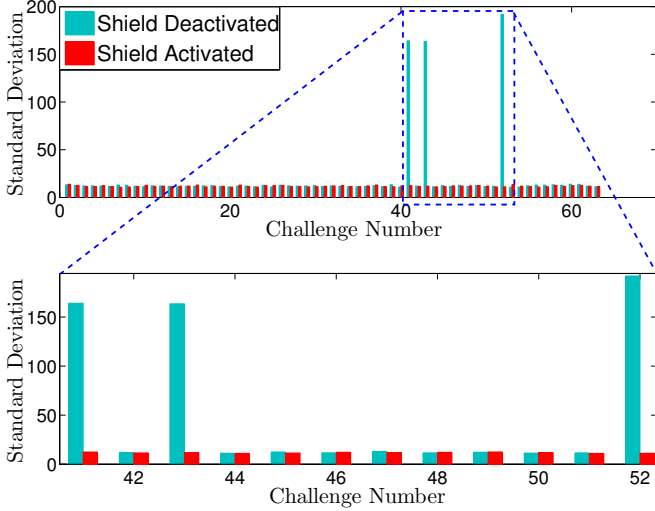 200
150
100
50
0
Standard Deviation
Shield Deactivated
Shield Activated
0 20 40 60
Challenge Number
150
100
50
0
Standard Deviation
42 44 46 48 50 52
Challenge Number